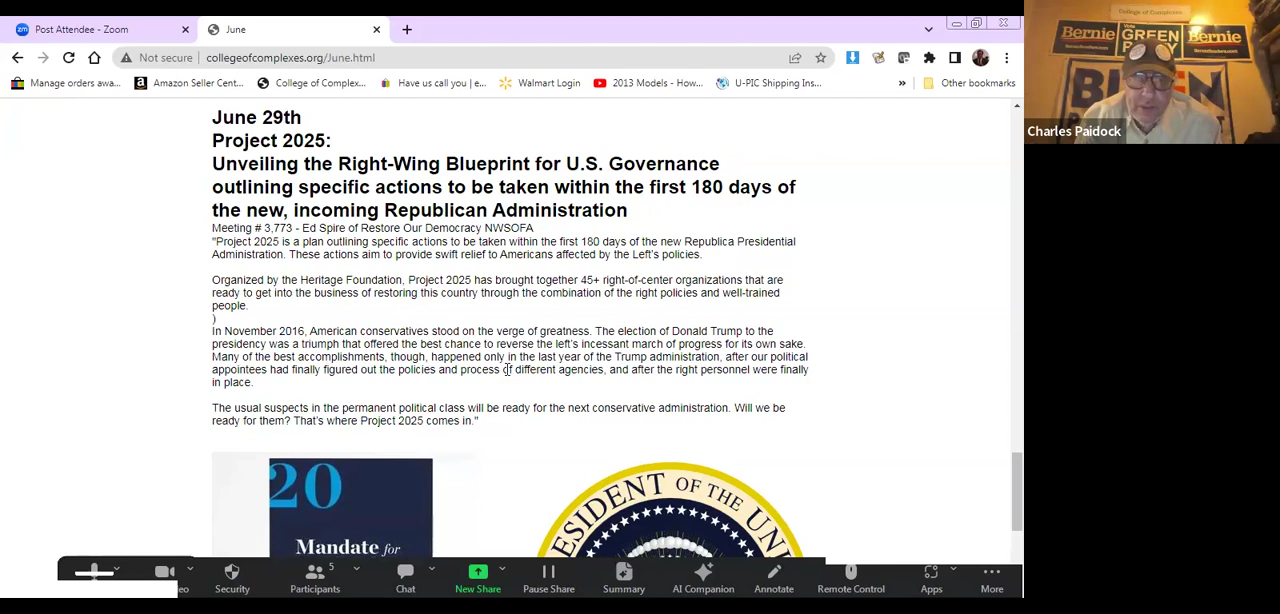 Post Attendee - Zoom
June
Not secure
collegeofcomplexes.org/June.html
Manage orders awa...
Amazon Seller Cent...
College of Complex...
Have us call you | e...
Walmart Login
2013 Models - How...
U-PIC Shipping Ins...
»
Other bookmarks
June 29th
Project 2025:
Unveiling the Right-Wing Blueprint for U.S. Governance
outlining specific actions to be taken within the first 180 days of
the new, incoming Republican Administration
Meeting # 3,773 - Ed Spire of Restore Our Democracy NWSOFA
"Project 2025 is a plan outlining specific actions to be taken within the first 180 days of the new Republica Presidential
Administration. These actions aim to provide swift relief to Americans affected by the Left's policies.
Organized by the Heritage Foundation, Project 2025 has brought together 45+ right-of-center organizations that are
ready to get into the business of restoring this country through the combination of the right policies and well-trained
people.
)
In November 2016, American conservatives stood on the verge of greatness. The election of Donald Trump to the
presidency was a triumph that offered the best chance to reverse the left's incessant march of progress for its own sake.
Many of the best accomplishments, though, happened only in the last year of the Trump administration, after our political
appointees had finally figured out the policies and process of different agencies, and after the right personnel were finally
in place.
The usual suspects in the permanent political class will be ready for the next conservative administration. Will we be
ready for them? That's where Project 2025 comes in."
20
Mandate for
PRESIDENT OF THE UNI
5
Security
Participants
Chat
New Share
Pause Share
Summary
AI Companion
Annotate
Remote Control
Apps
More
College of Complexes
Bernie
Vote
GREEN
Bernie
Charles Paidock